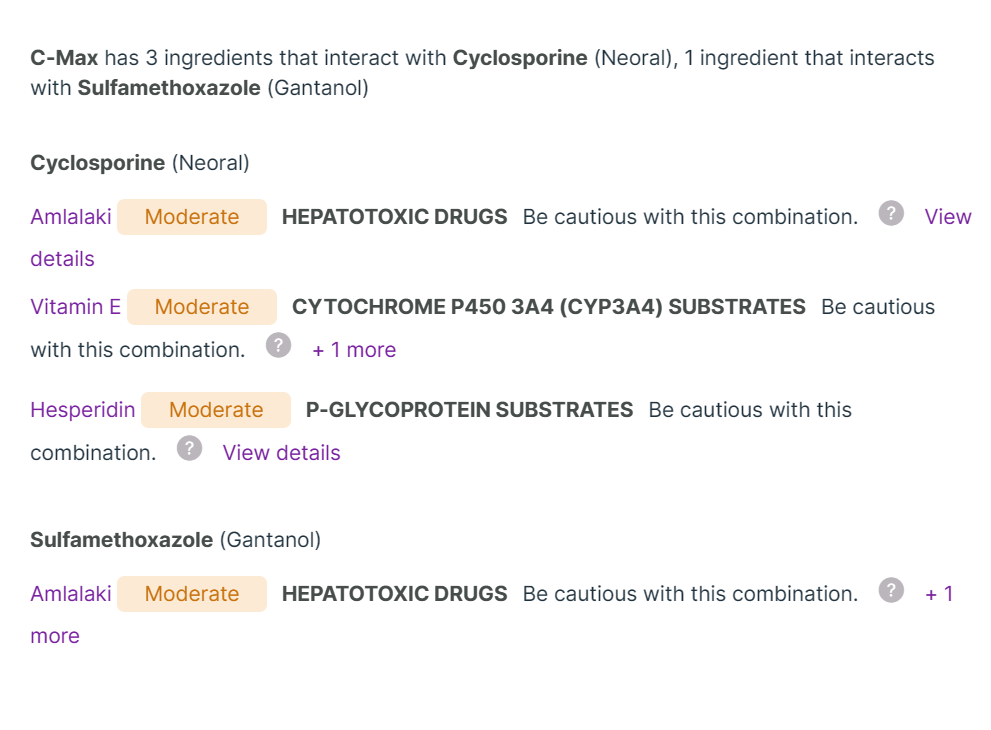 C-Max has 3 ingredients that interact with Cyclosporine (Neoral), 1 ingredient that interacts
with Sulfamethoxazole (Gantanol)
Cyclosporine (Neoral)
Amlalaki Moderate HEPATOTOXIC DRUGS Be cautious with this combination. ? View
details
Vitamin E Moderate CYTOCHROME P450 3A4 (CYP3A4) SUBSTRATES Be cautious
with this combination. ? + 1 more
Hesperidin Moderate P-GLYCOPROTEIN SUBSTRATES Be cautious with this
combination. ? View details
Sulfamethoxazole (Gantanol)
Amlalaki Moderate HEPATOTOXIC DRUGS Be cautious with this combination. ? + 1
more